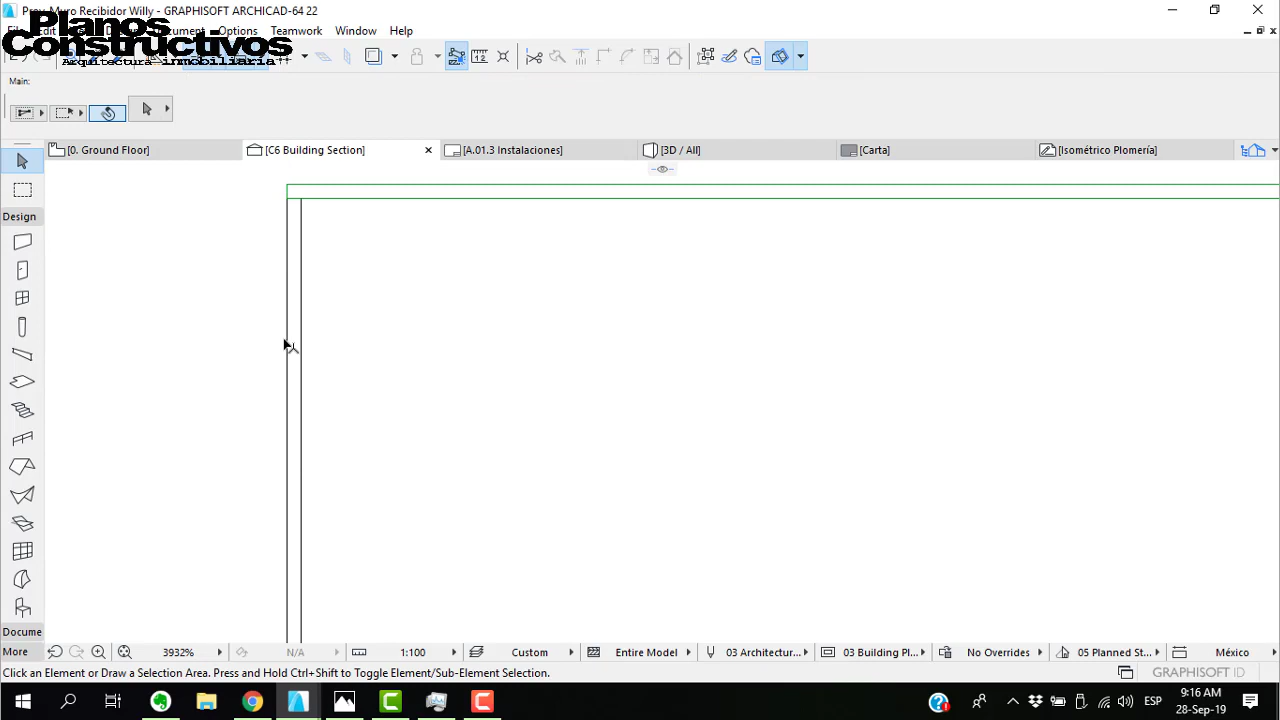 Prev. Muro Recibidor Willy - GRAPHISOFT ARCHICAD-64 22
Planos
Constructivos
Arquitectura inmobiliaria
Options Teamwork Window Help
Main:
[0. Ground Floor] [C6 Building Section] [A.01.3 Instalaciones] [3D / All] [Carta] [Isométrico Plomería]
Design
Docume
More 3932% N/A 1:100 Custom Entire Model 03 Architectur... 03 Building Pl... No Overrides 05 Planned St... México
Click an Element or Draw a Selection Area. Press and Hold Ctrl+Shift to Toggle Element/Sub-Element Selection.
GRAPHISOFT ID
ESP
9:16 AM
28-Sep-19